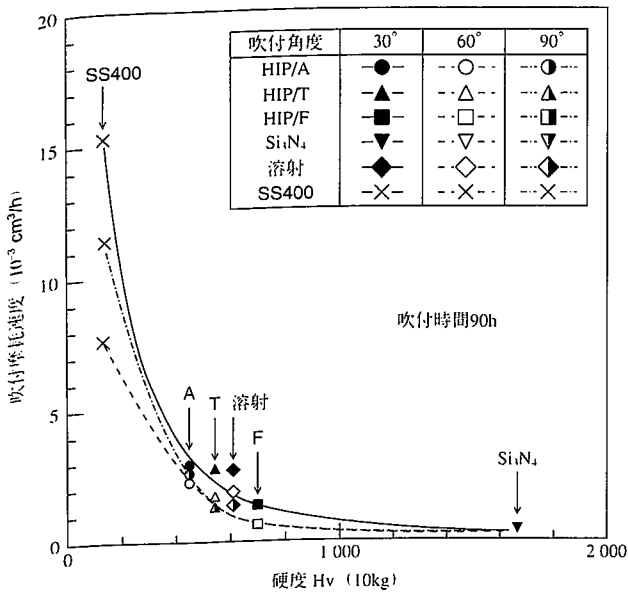 20
15
10
5
0
吹付摩耗速度 (10⁻³ cm³/h)
SS400
吹付角度 30° 60° 90°
HIP/A
HIP/T
HIP/F
Si₃N₄
溶射
SS400
吹付時間90h
A
T
溶射
F
Si₃N₄
0 1 000 2 000
硬度 Hv (10kg)